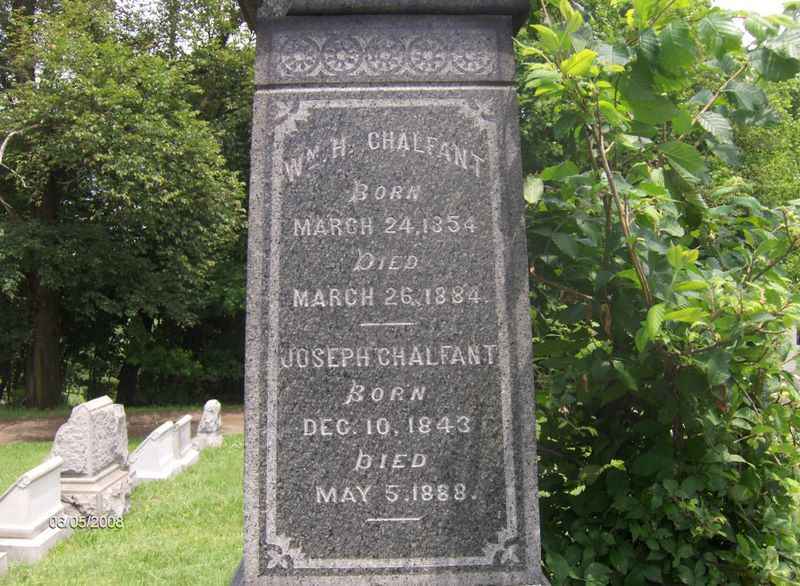 Wm. H. CHALFANT
BORN
MARCH 24, 1854
DIED
MARCH 26, 1884.
JOSEPH CHALFANT
BORN
DEC. 10, 1843
DIED
MAY 5, 1888.
06/05/2008